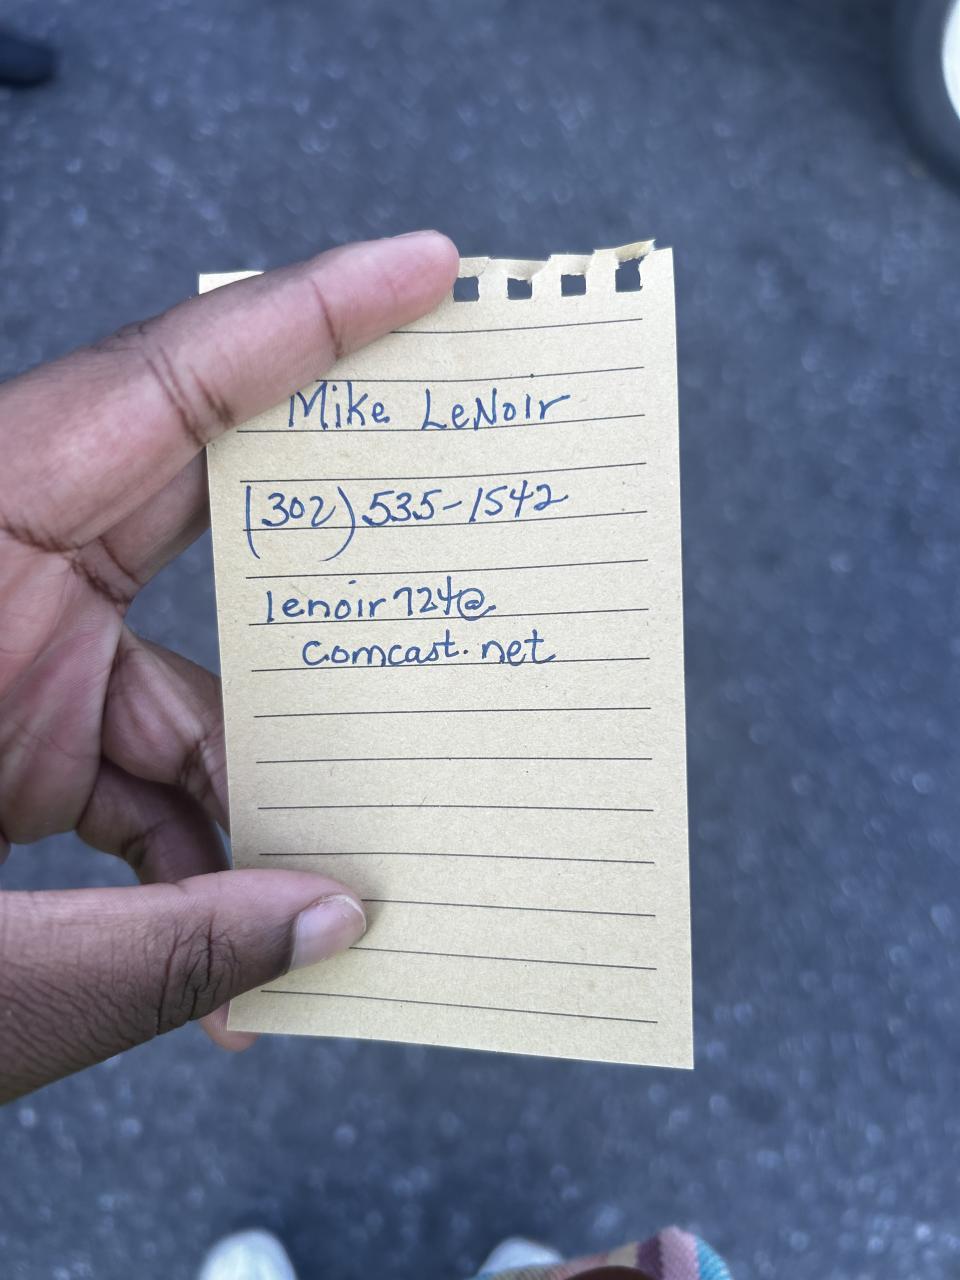 Mike LeNoir
(302) 535-1542
lenoir724@
comcast.net